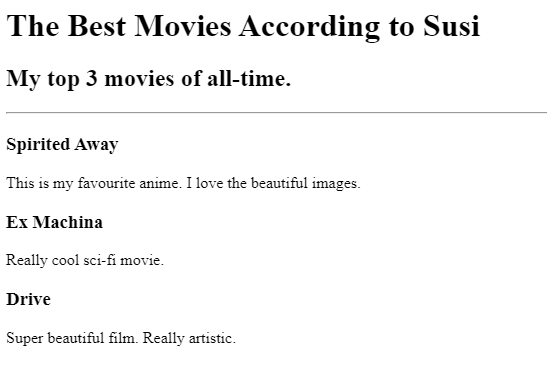 The Best Movies According to Susi
My top 3 movies of all-time.
Spirited Away
This is my favourite anime. I love the beautiful images.
Ex Machina
Really cool sci-fi movie.
Drive
Super beautiful film. Really artistic.